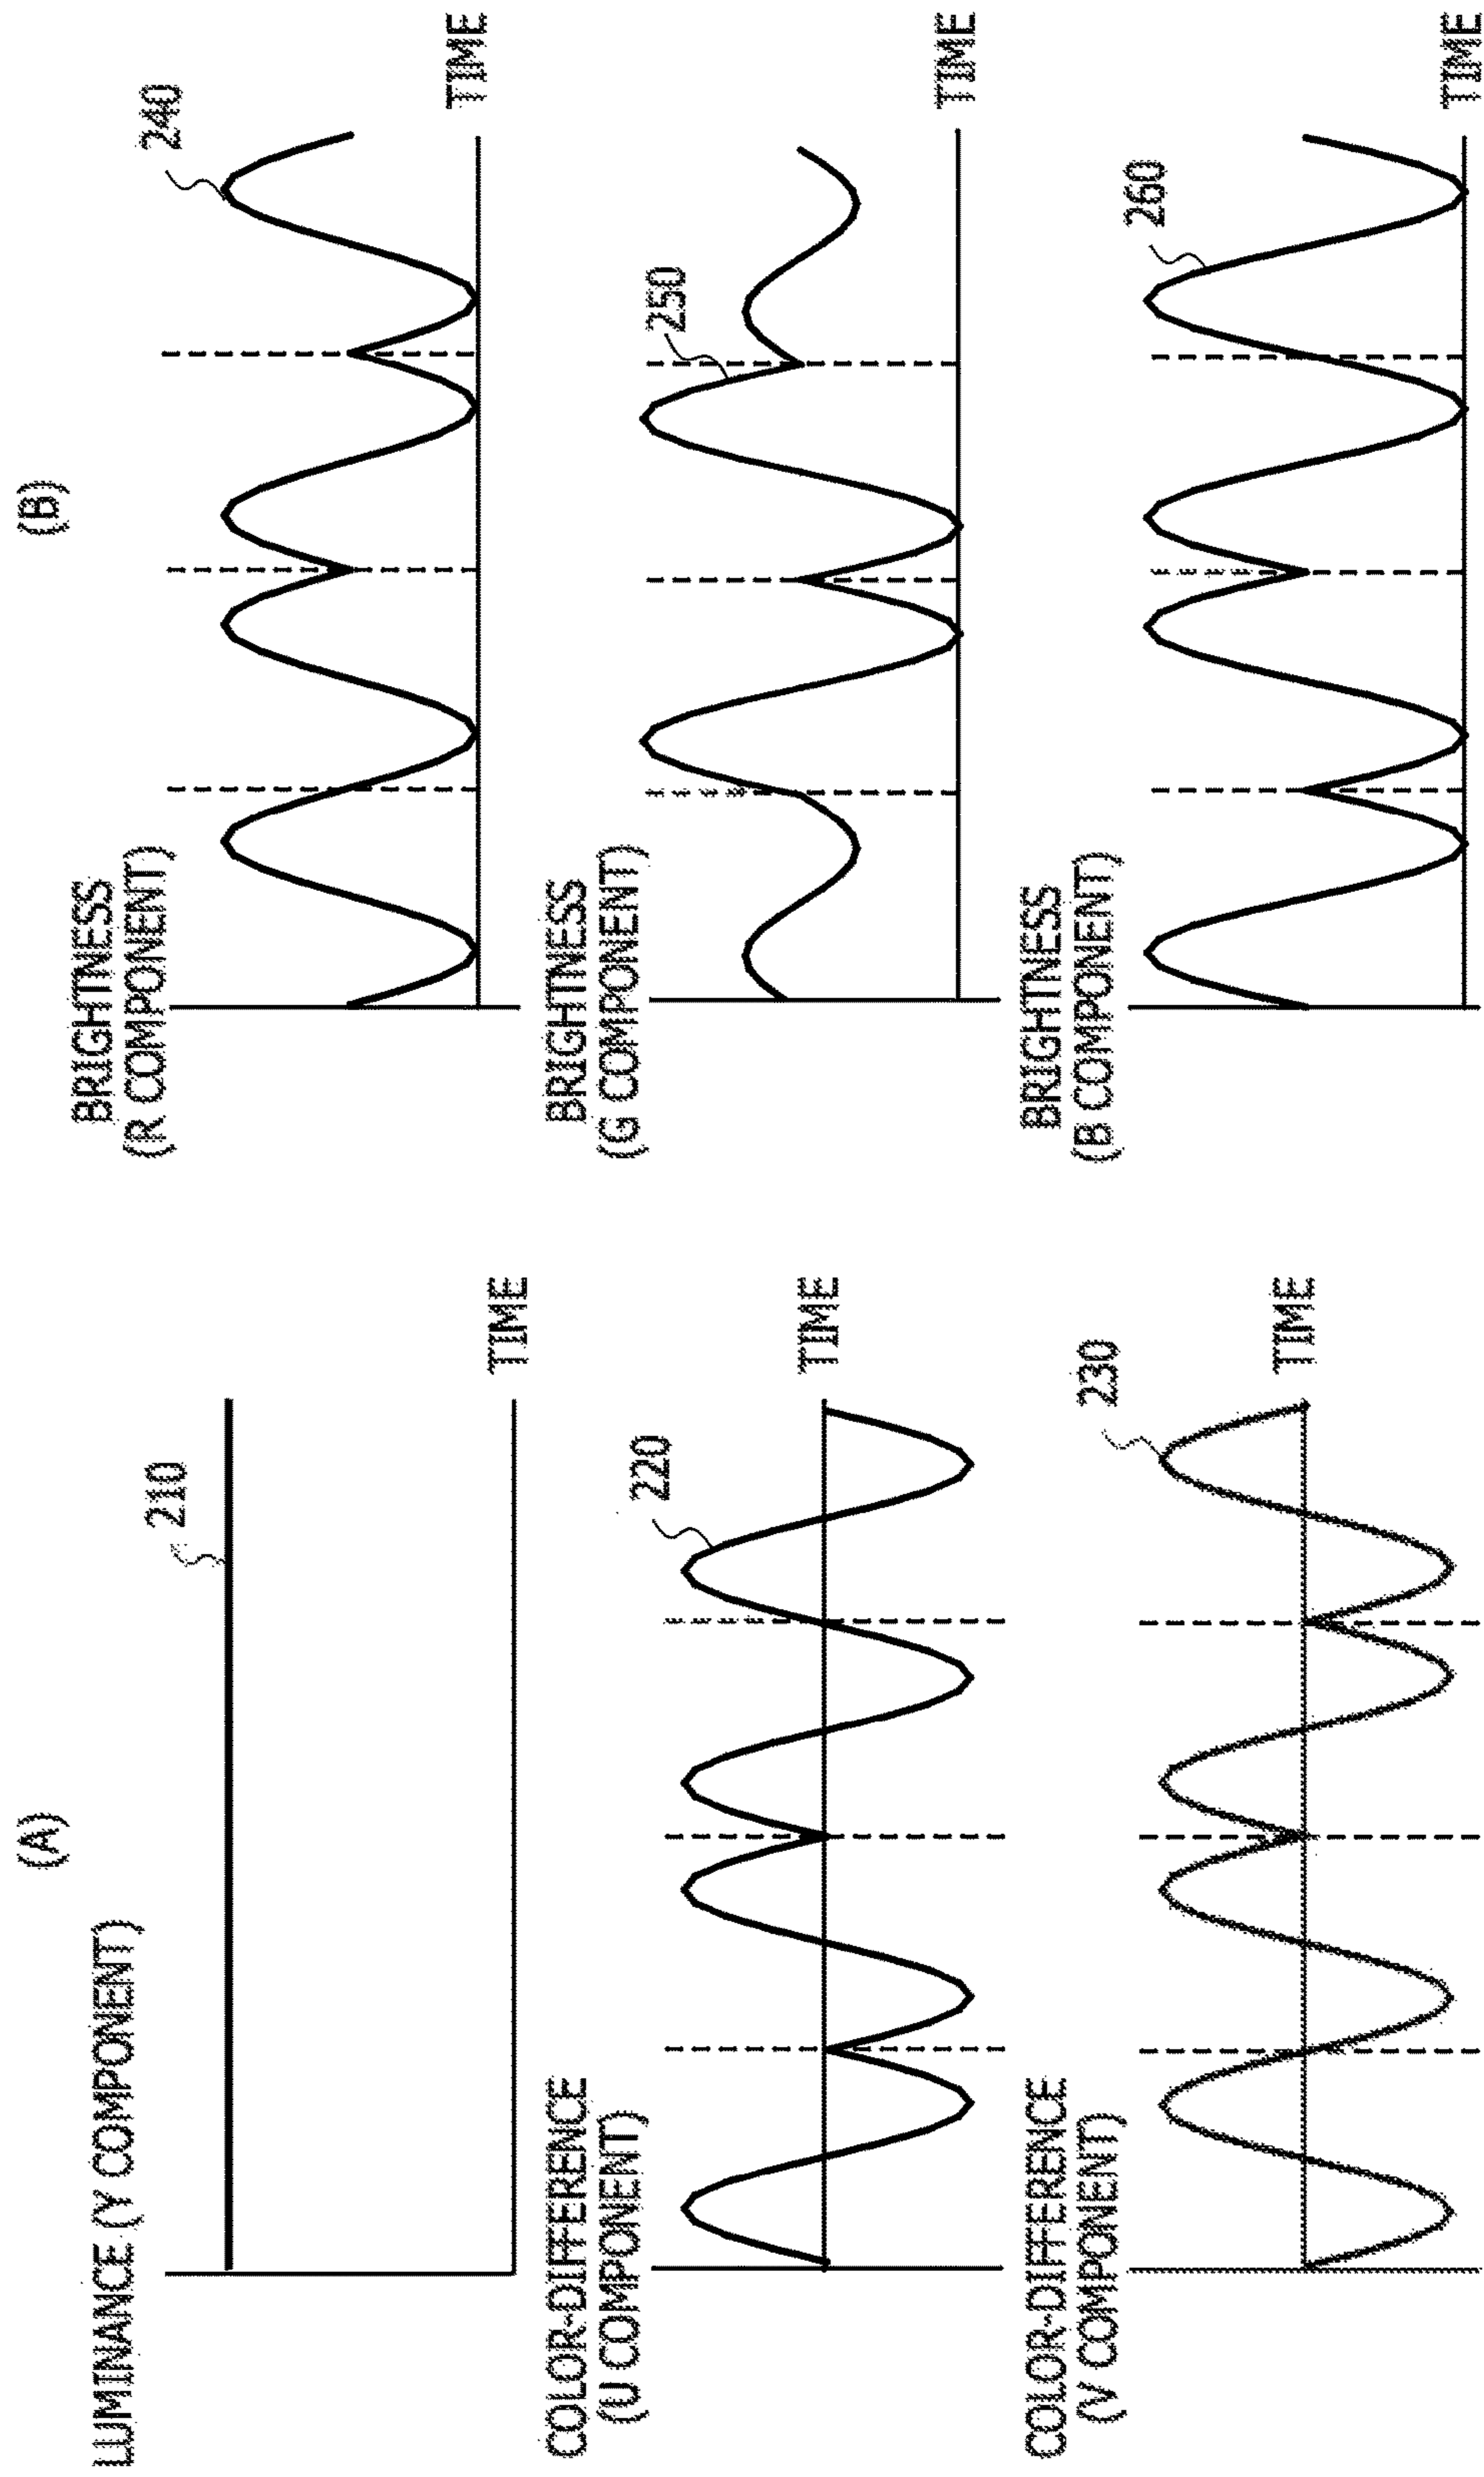 (A)
LUMINANCE (Y COMPONENT)
210
TIME
COLOR-DIFFERENCE
(U COMPONENT)
220
TIME
COLOR-DIFFERENCE
(V COMPONENT)
230
TIME
(B)
BRIGHTNESS
(R COMPONENT)
240
TIME
BRIGHTNESS
(G COMPONENT)
250
TIME
BRIGHTNESS
(B COMPONENT)
260
TIME